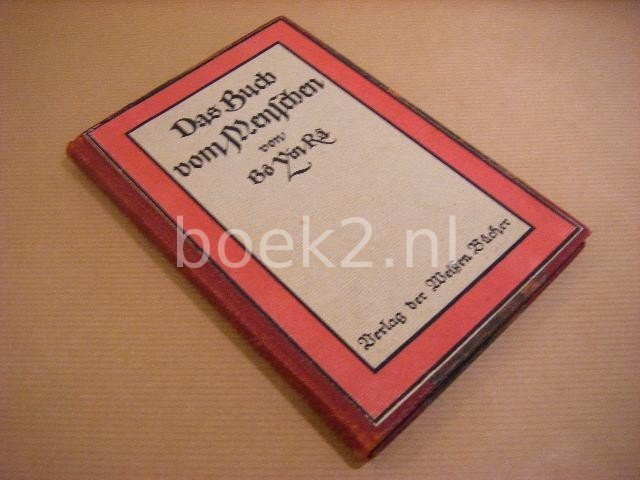 Das Buch
vom Menschen
von
Bô Yin Râ
boek2.nl
Verlag der Weißen Bücher